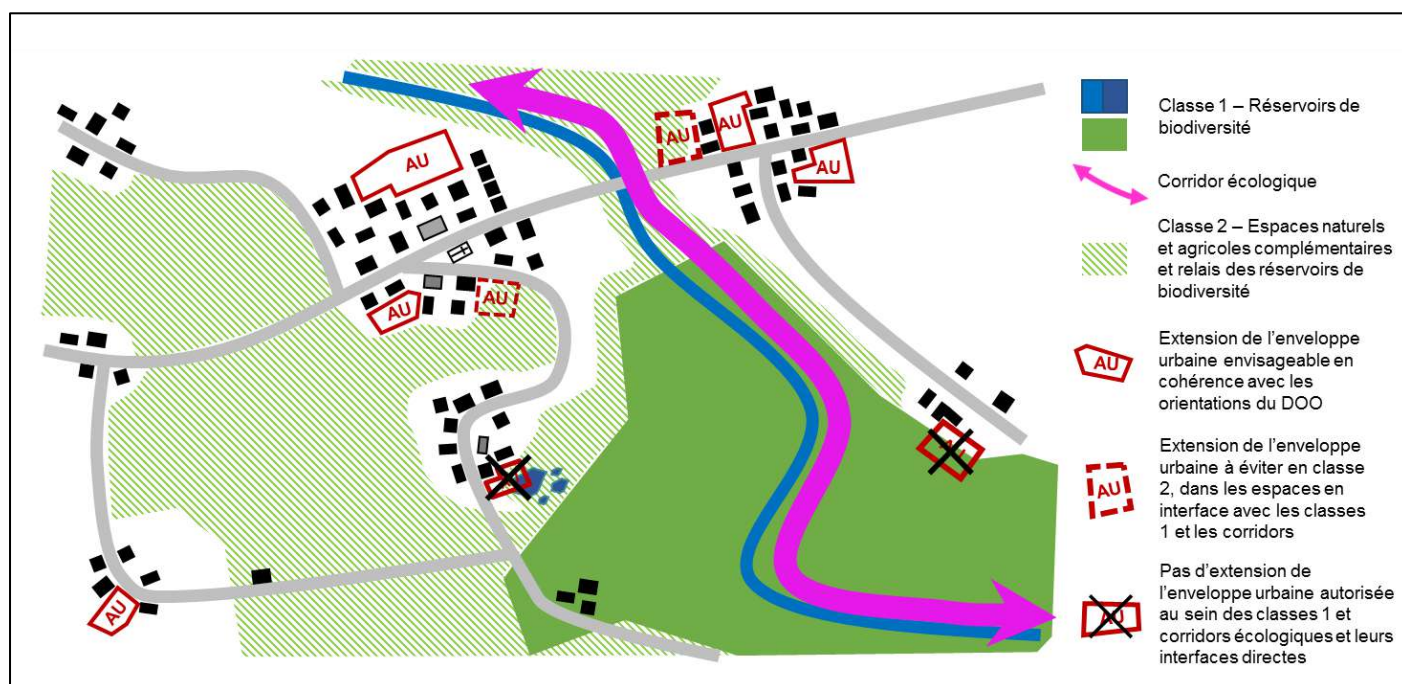 AU
AU
AU
AU
AU
AU
AU
AU
AU
Classe 1 – Réservoirs de
biodiversité
Corridor écologique
Classe 2 – Espaces naturels
et agricoles complémentaires
et relais des réservoirs de
biodiversité
AU
Extension de l'enveloppe
urbaine envisageable en
cohérence avec les
orientations du DOO
AU
Extension de l'enveloppe
urbaine à éviter en classe
2, dans les espaces en
interface avec les classes
1 et les corridors
AU
Pas d'extension de
l'enveloppe urbaine autorisée
au sein des classes 1 et
corridors écologiques et leurs
interfaces directes